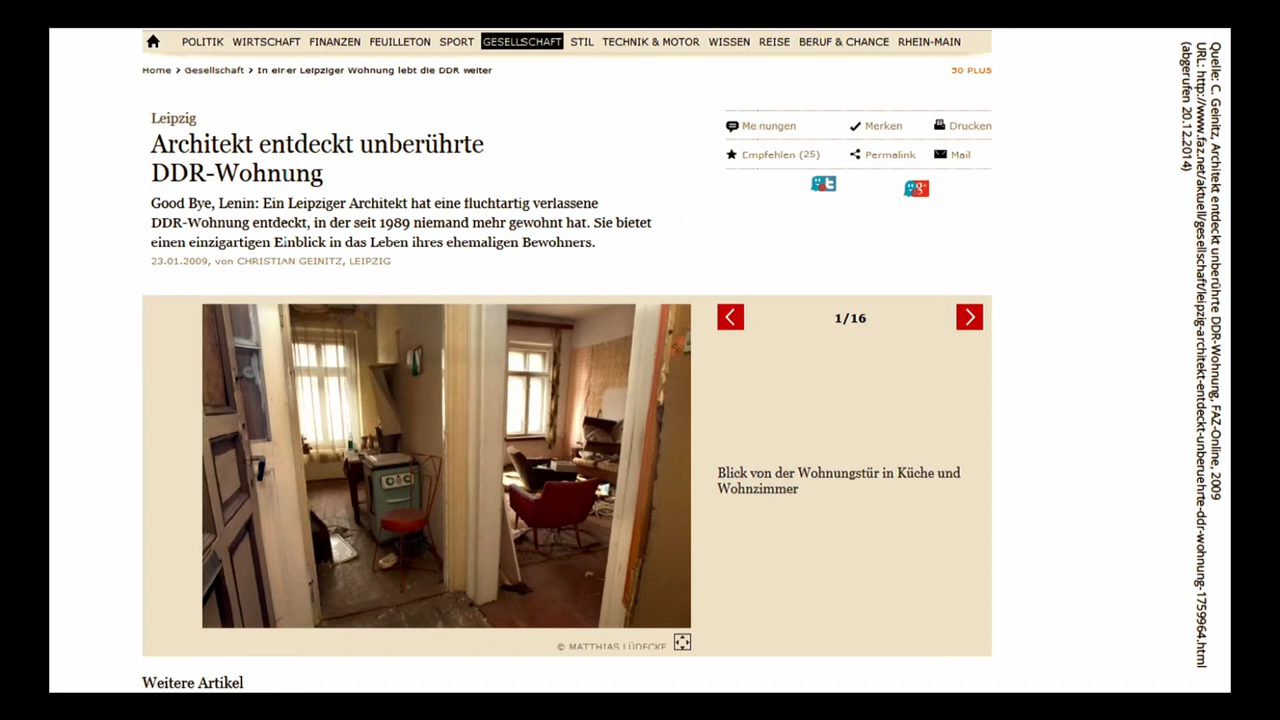 POLITIK WIRTSCHAFT FINANZEN FEUILLETON SPORT GESELLSCHAFT STIL TECHNIK & MOTOR WISSEN REISE BERUF & CHANCE RHEIN-MAIN
Home > Gesellschaft > In einer Leipziger Wohnung lebt die DDR weiter
50 PLUS
Leipzig
Architekt entdeckt unberührte
DDR-Wohnung
Good Bye, Lenin: Ein Leipziger Architekt hat eine fluchtartig verlassene
DDR-Wohnung entdeckt, in der seit 1989 niemand mehr gewohnt hat. Sie bietet
einen einzigartigen Einblick in das Leben ihres ehemaligen Bewohners.
23.01.2009, von CHRISTIAN GEINITZ, LEIPZIG
Meinungen Merken Drucken
Empfehlen (25) Permalink Mail
1/16
Blick von der Wohnungstür in Küche und
Wohnzimmer
© MATTHIAS LÜDECKE
Weitere Artikel
Quelle: C. Geinitz, Architekt entdeckt unberührte DDR-Wohnung, FAZ-Online, 2009
URL: http://www.faz.net/aktuell/gesellschaft/leipzig-architekt-entdeckt-unberuehrte-ddr-wohnung-1759964.html
(abgerufen 20.12.2014)